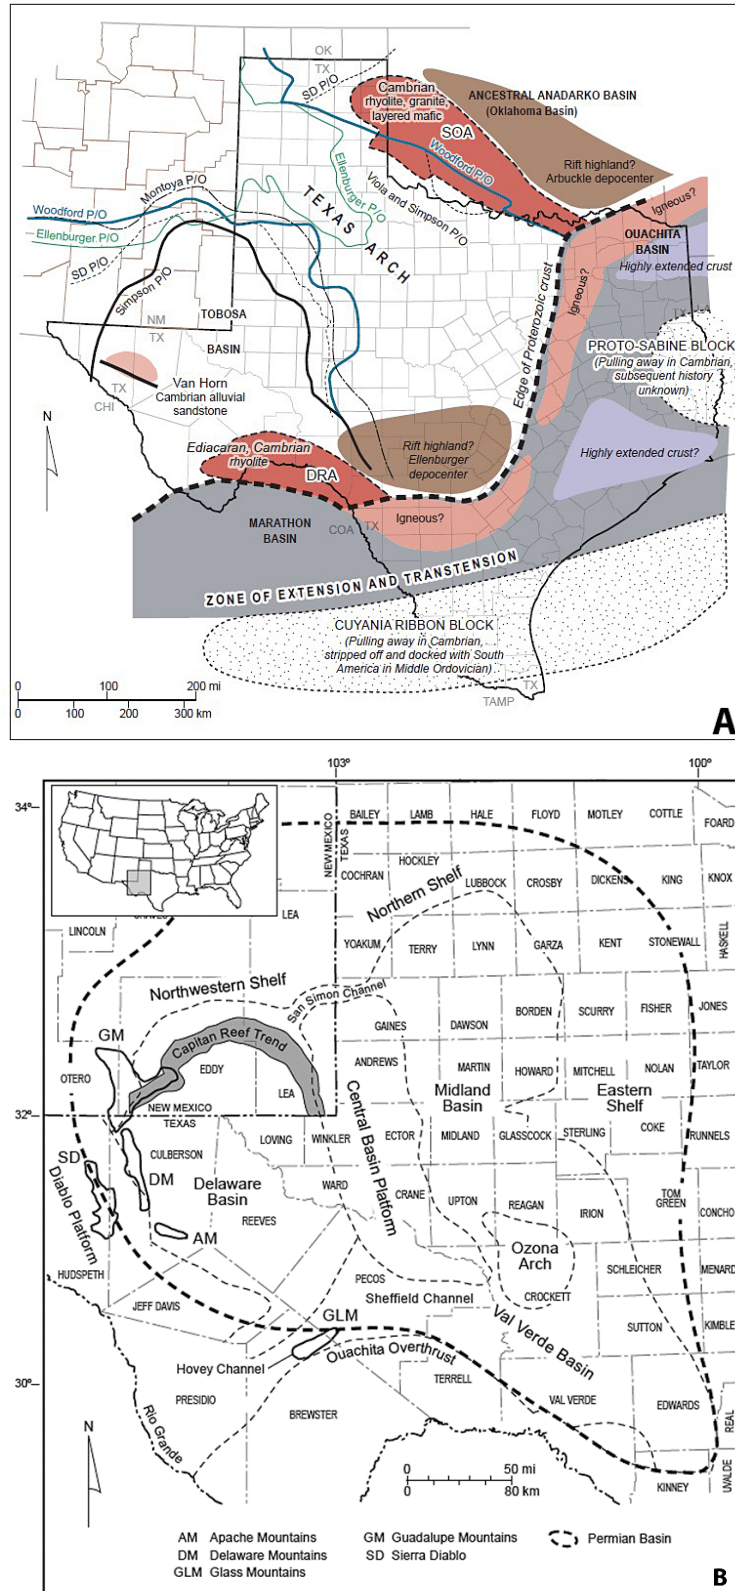 OK
TX
SD P/O
Cambrian
rhyolite, granite,
layered mafic
ANCESTRAL ANADARKO BASIN
(Oklahoma Basin)
SOA
Woodford P/O
Rift highland?
Arbuckle depocenter
Ellenburger P/O
Viola and Simpson P/O
Montoya P/O
Woodford P/O
Ellenburger P/O
SD P/O
Simpson P/O
TEXAS ARCH
Igneous?
OUACHITA
BASIN
Highly extended crust
Igneous?
Edge of Proterozoic crust
TOBOSA
BASIN
NM
TX
PROTO-SABINE BLOCK
(Pulling away in Cambrian,
subsequent history
unknown)
Van Horn
Cambrian alluvial
sandstone
TX
CHI
N
Ediacaran, Cambrian
rhyolite
DRA
Rift highland?
Ellenburger
depocenter
Highly extended crust?
MARATHON
BASIN
COA
TX
Igneous?
ZONE OF EXTENSION AND TRANSTENSION
CUYANIA RIBBON BLOCK
(Pulling away in Cambrian,
stripped off and docked with South
America in Middle Ordovician)
TX
TAMP
0 100 200 mi
0 100 200 300 km
A
103°
100°
34°
NEW MEXICO
TEXAS
BAILEY
LAMB
HALE
FLOYD
MOTLEY
COTTLE
FOARD
COCHRAN
HOCKLEY
LUBBOCK
CROSBY
DICKENS
KING
KNOX
Northern Shelf
LEA
LINCOLN
YOAKUM
TERRY
LYNN
GARZA
KENT
STONEWALL
HASKELL
Northwestern Shelf
San Simon Channel
GAINES
DAWSON
BORDEN
SCURRY
FISHER
JONES
GM
Capitan Reef Trend
EDDY
LEA
OTERO
ANDREWS
MARTIN
HOWARD
MITCHELL
NOLAN
TAYLOR
Central Basin Platform
Midland
Basin
Eastern
Shelf
32°
NEW MEXICO
TEXAS
LOVING
WINKLER
ECTOR
MIDLAND
GLASSCOCK
STERLING
COKE
RUNNELS
SD
CULBERSON
DM
Delaware
Basin
WARD
CRANE
UPTON
REAGAN
IRION
TOM
GREEN
CONCHO
Diablo Platform
REEVES
AM
Ozona
Arch
HUDSPETH
PECOS
CROCKETT
SCHLEICHER
MENARD
JEFF DAVIS
Sheffield Channel
GLM
Val Verde Basin
SUTTON
KIMBLE
Ouachita Overthrust
Hovey Channel
30°
TERRELL
PRESIDIO
BREWSTER
VAL VERDE
EDWARDS
REAL
Rio Grande
N
0 50 mi
0 80 km
KINNEY
UVALDE
AM Apache Mountains
DM Delaware Mountains
GLM Glass Mountains
GM Guadalupe Mountains
SD Sierra Diablo
Permian Basin
B